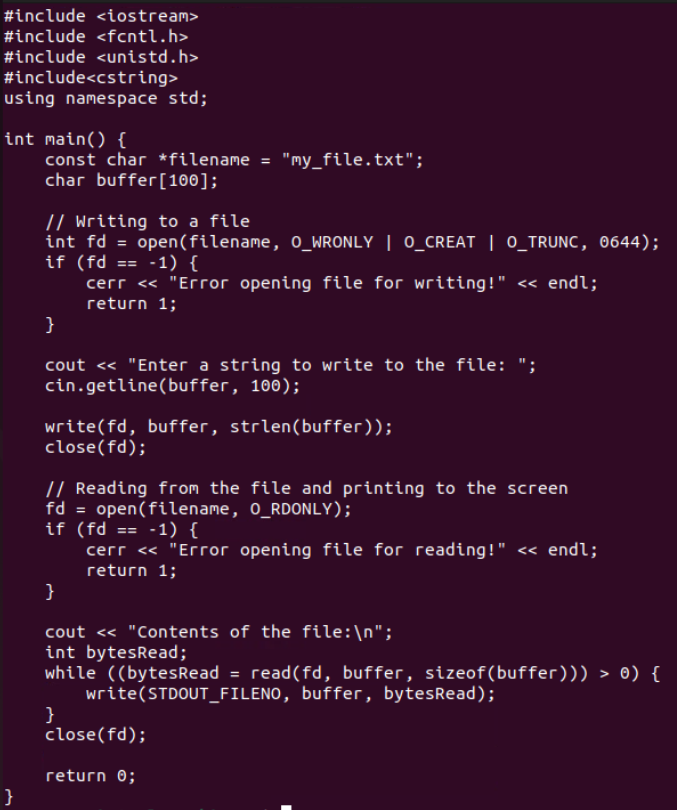 #include <iostream>
#include <fcntl.h>
#include <unistd.h>
#include<cstring>
using namespace std;

int main() {
    const char *filename = "my_file.txt";
    char buffer[100];

    // Writing to a file
    int fd = open(filename, O_WRONLY | O_CREAT | O_TRUNC, 0644);
    if (fd == -1) {
        cerr << "Error opening file for writing!" << endl;
        return 1;
    }

    cout << "Enter a string to write to the file: ";
    cin.getline(buffer, 100);

    write(fd, buffer, strlen(buffer));
    close(fd);

    // Reading from the file and printing to the screen
    fd = open(filename, O_RDONLY);
    if (fd == -1) {
        cerr << "Error opening file for reading!" << endl;
        return 1;
    }

    cout << "Contents of the file:\n";
    int bytesRead;
    while ((bytesRead = read(fd, buffer, sizeof(buffer))) > 0) {
        write(STDOUT_FILENO, buffer, bytesRead);
    }
    close(fd);

    return 0;
}